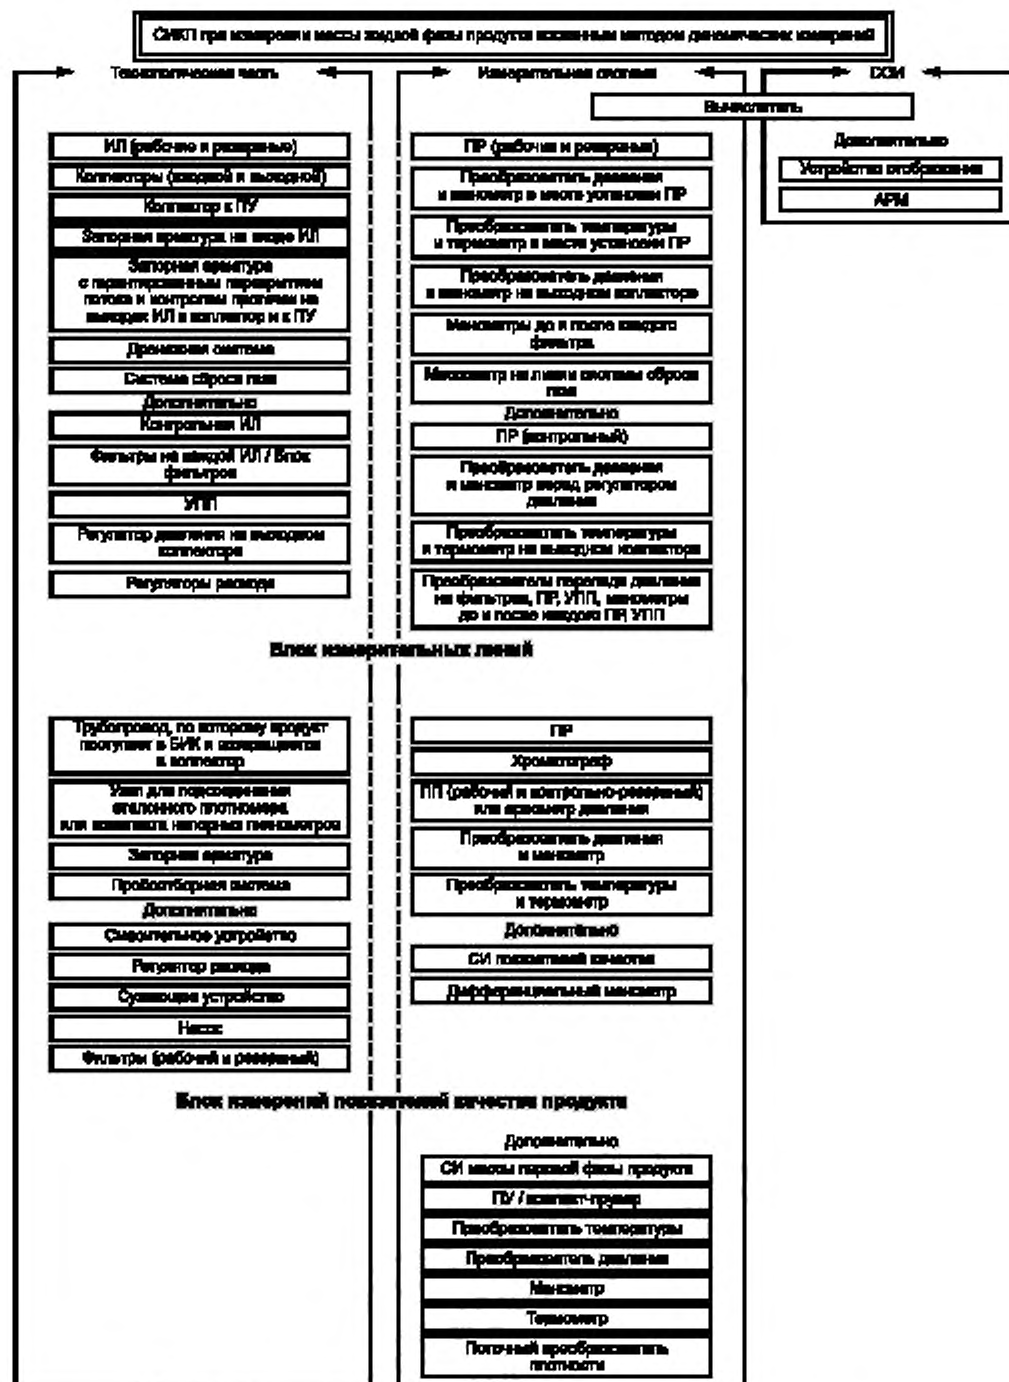 СИКП при измерении массы жидкой фазы продукта косвенным методом динамических измерений
Технологическая часть
Измерительная система
СОИ
Вычислитель
Дополнительно
Устройство отображения
АРМ
ИЛ (рабочие и резервные)
Коллекторы (входной и выходной)
Коллектор к ПУ
Запорная арматура на входе ИЛ
Запорная арматура
с гарантированным перекрытием
потока и контролем протечек на
выходах ИЛ в коллектор и к ПУ
Дренажная система
Система сброса газа
Дополнительно
Контрольная ИЛ
Фильтры на каждой ИЛ / Блок
фильтров
УПП
Регулятор давления на выходном
коллекторе
Регуляторы расхода
ПР (рабочие и резервные)
Преобразователь давления
и манометр в месте установки ПР
Преобразователь температуры
и термометр в месте установки ПР
Преобразователь давления
и манометр на выходном коллекторе
Манометры до и после каждого
фильтра
Манометр на линии системы сброса
газа
Дополнительно
ПР (контрольный)
Преобразователь давления
и манометр перед регулятором
давления
Преобразователь температуры
и термометр на выходном коллекторе
Преобразователи перепада давления
на фильтрах, ПР, УПП, манометры
до и после каждого ПР, УПП
Блок измерительных линий
Трубопровод, по которому продукт
поступает в БИК и возвращается
в коллектор
Узел для подсоединения
эталонного плотномера
или комплекта напорных пикнометров
Запорная арматура
Пробоотборная система
Дополнительно
Смесительное устройство
Регулятор расхода
Сужающее устройство
Насос
Фильтры (рабочий и резервный)
ПР
Хроматограф
ПП (рабочий и контрольно-резервный)
или ареометр давления
Преобразователь давления
и манометр
Преобразователь температуры
и термометр
Дополнительно
СИ показателей качества
Дифференциальный манометр
Блок измерений показателей качества продукта
Дополнительно
СИ массы паровой фазы продукта
ПУ / компакт-прувер
Преобразователь температуры
Преобразователь давления
Манометр
Термометр
Поточный преобразователь
плотности